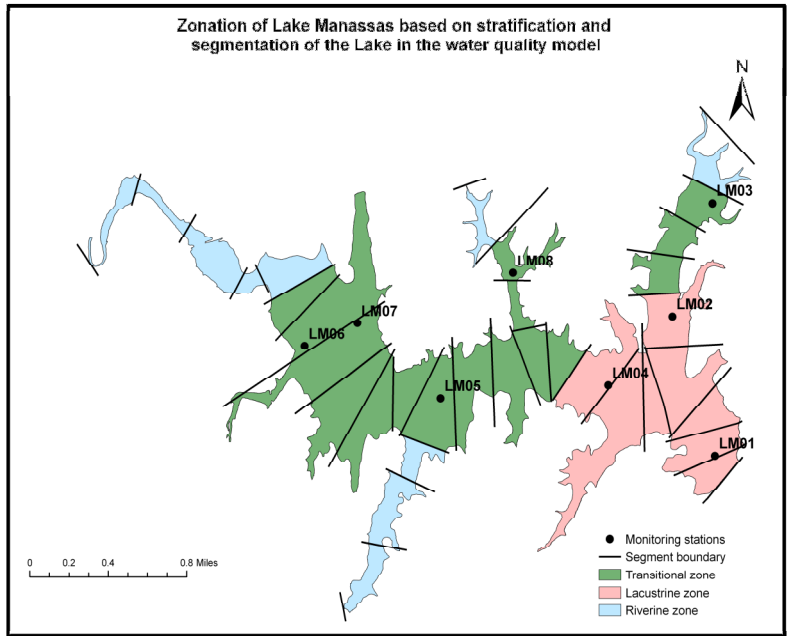 Zonation of Lake Manassas based on stratification and
segmentation of the Lake in the water quality model
N
LM03
LM08
LM02
LM07
LM06
LM04
LM05
LM01
Monitoring stations
Segment boundary
Transitional zone
Lacustrine zone
Riverine zone
0 0.2 0.4 0.8 Miles